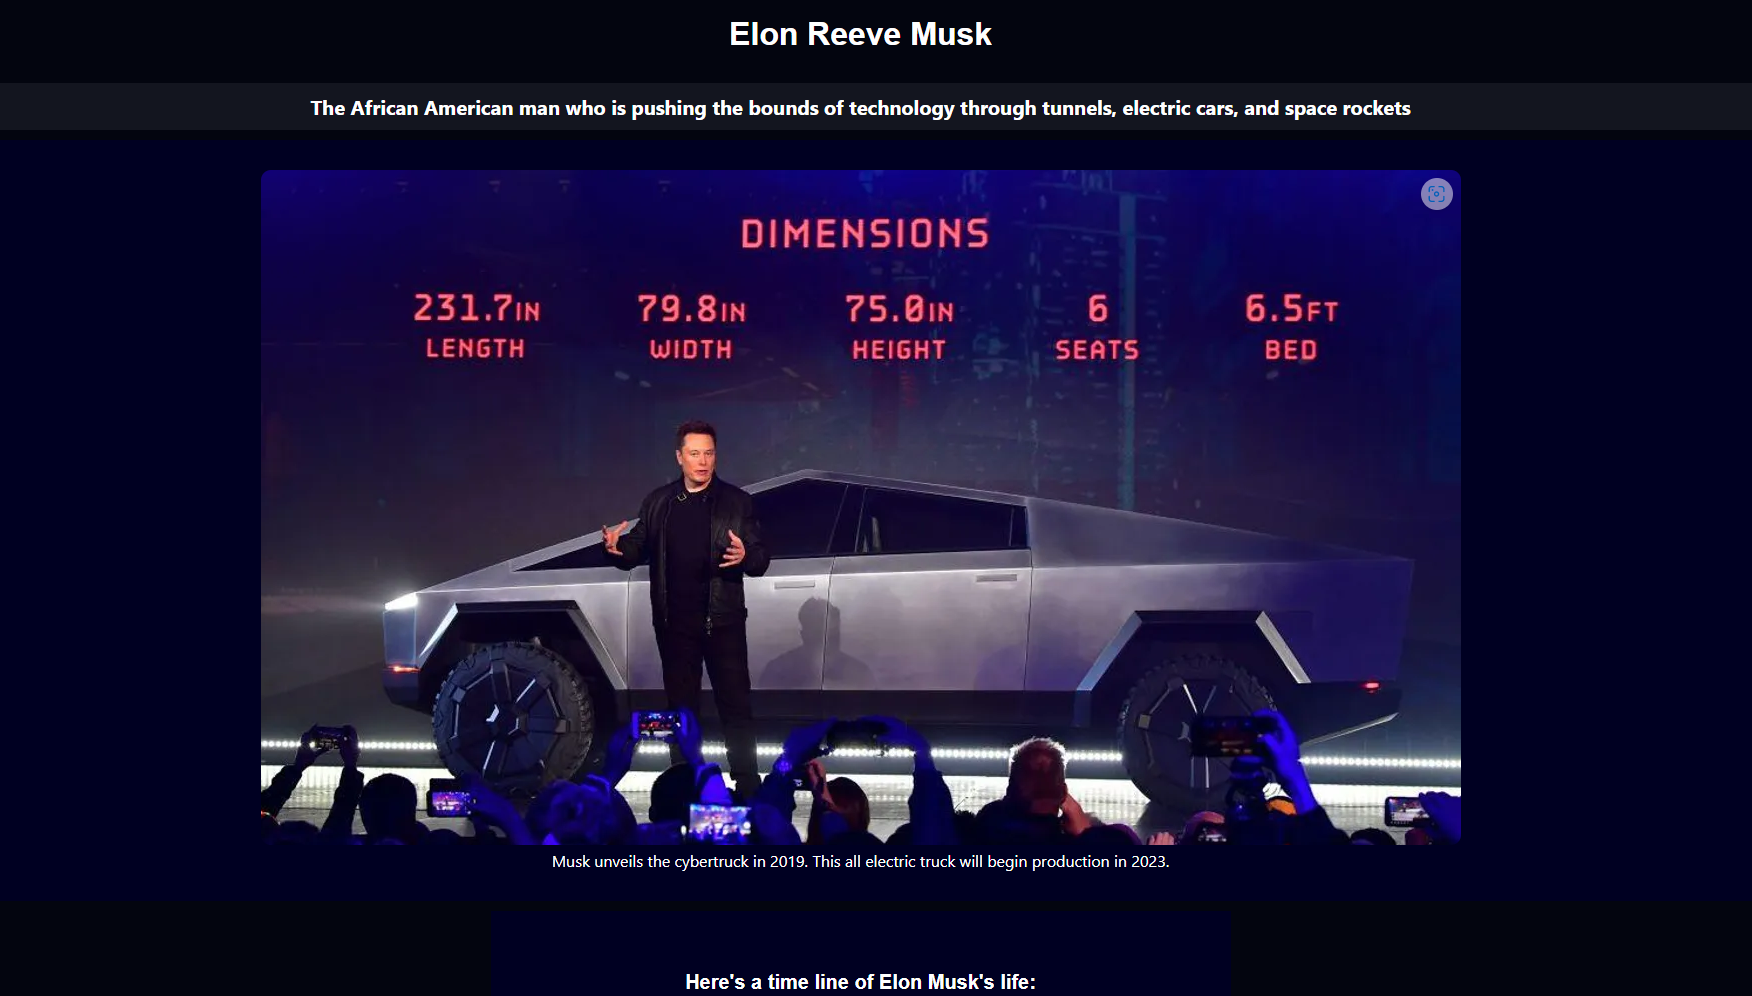 Elon Reeve Musk
The African American man who is pushing the bounds of technology through tunnels, electric cars, and space rockets
DIMENSIONS
231.7IN 79.8IN 75.0IN 6 6.5FT
LENGTH WIDTH HEIGHT SEATS BED
Musk unveils the cybertruck in 2019. This all electric truck will begin production in 2023.
Here's a time line of Elon Musk's life: